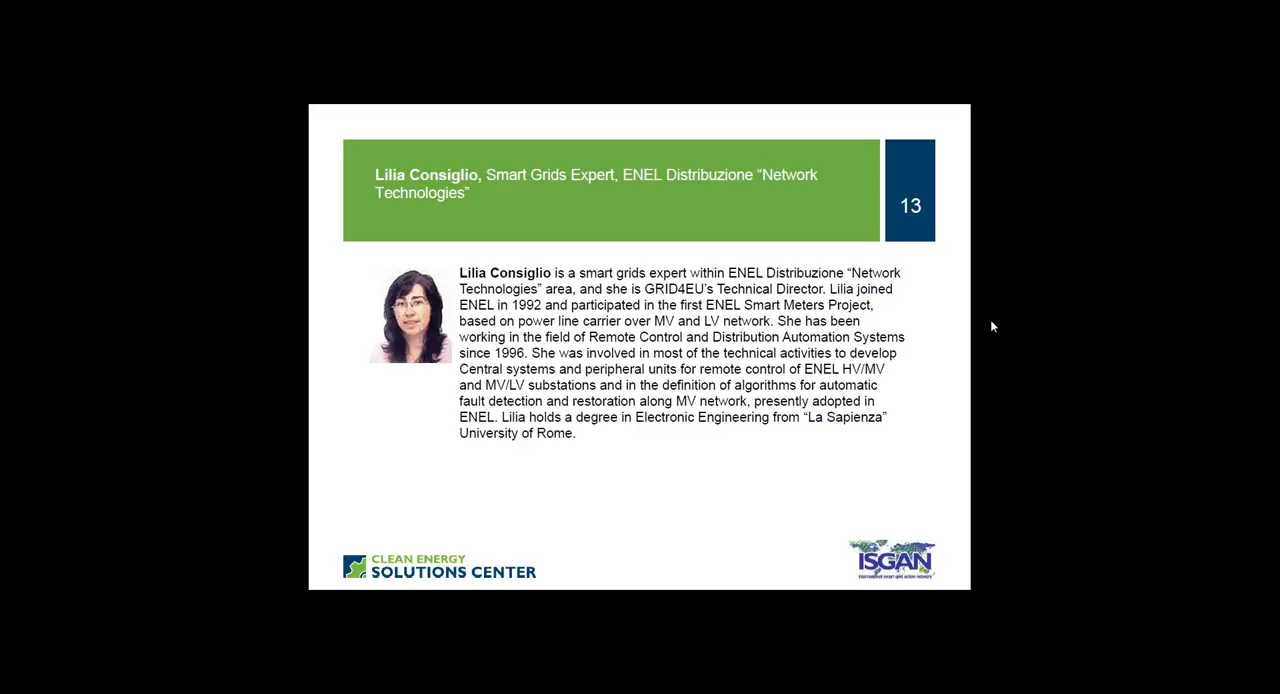 Lilia Consiglio, Smart Grids Expert, ENEL Distribuzione “Network
Technologies”
13
Lilia Consiglio is a smart grids expert within ENEL Distribuzione “Network
Technologies” area, and she is GRID4EU’s Technical Director. Lilia joined
ENEL in 1992 and participated in the first ENEL Smart Meters Project,
based on power line carrier over MV and LV network. She has been
working in the field of Remote Control and Distribution Automation Systems
since 1996. She was involved in most of the technical activities to develop
Central systems and peripheral units for remote control of ENEL HV/MV
and MV/LV substations and in the definition of algorithms for automatic
fault detection and restoration along MV network, presently adopted in
ENEL. Lilia holds a degree in Electronic Engineering from “La Sapienza”
University of Rome.
CLEAN ENERGY
SOLUTIONS CENTER
ISGAN
international smart grid action network